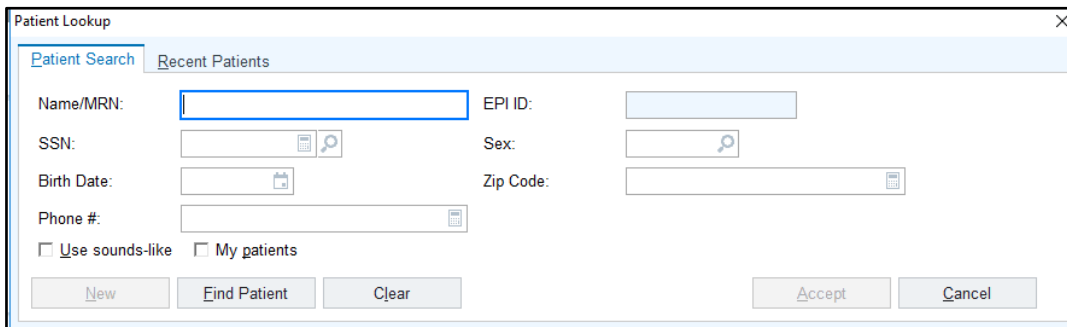 Patient Lookup
Patient Search Recent Patients
Name/MRN: EPI ID:
SSN: Sex:
Birth Date: Zip Code:
Phone #:
Use sounds-like My patients
New Find Patient Clear Accept Cancel